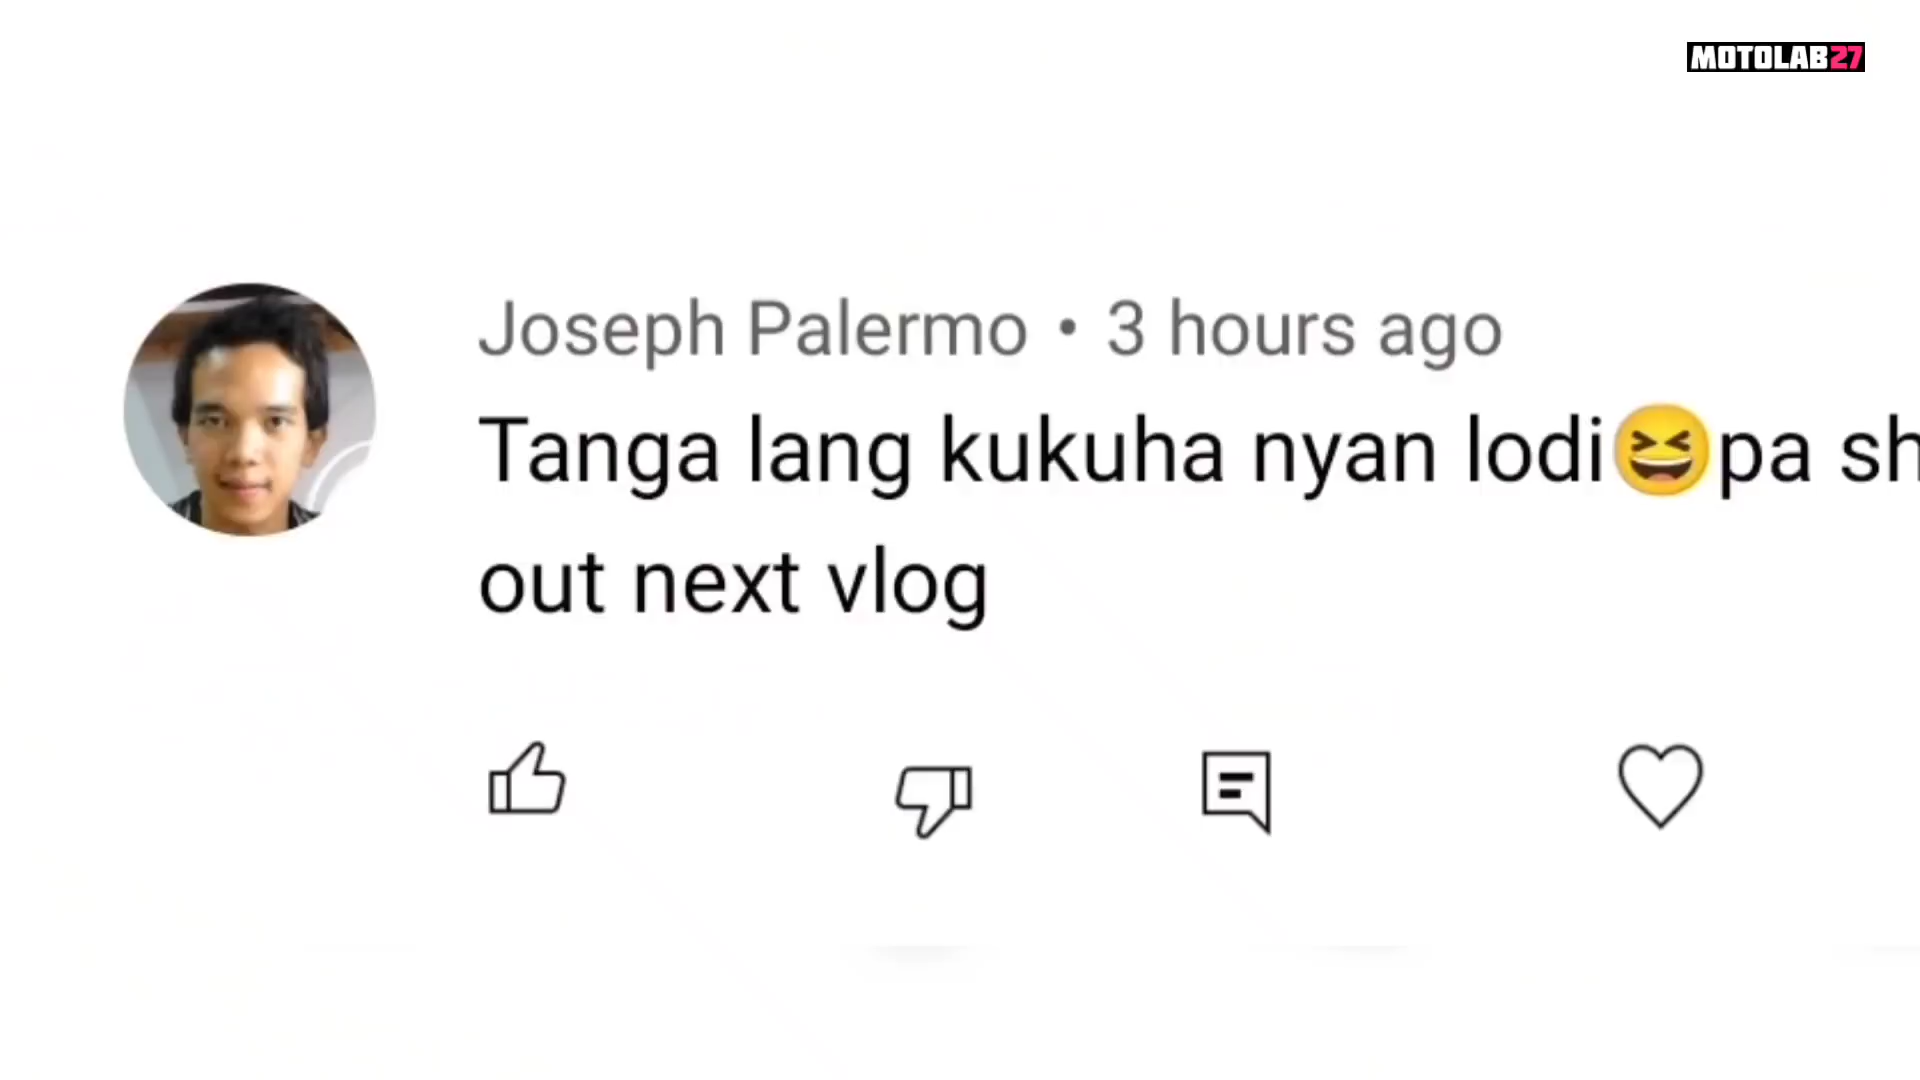 MOTOLAB27
Joseph Palermo • 3 hours ago
Tanga lang kukuha nyan lodi😆pa sh
out next vlog